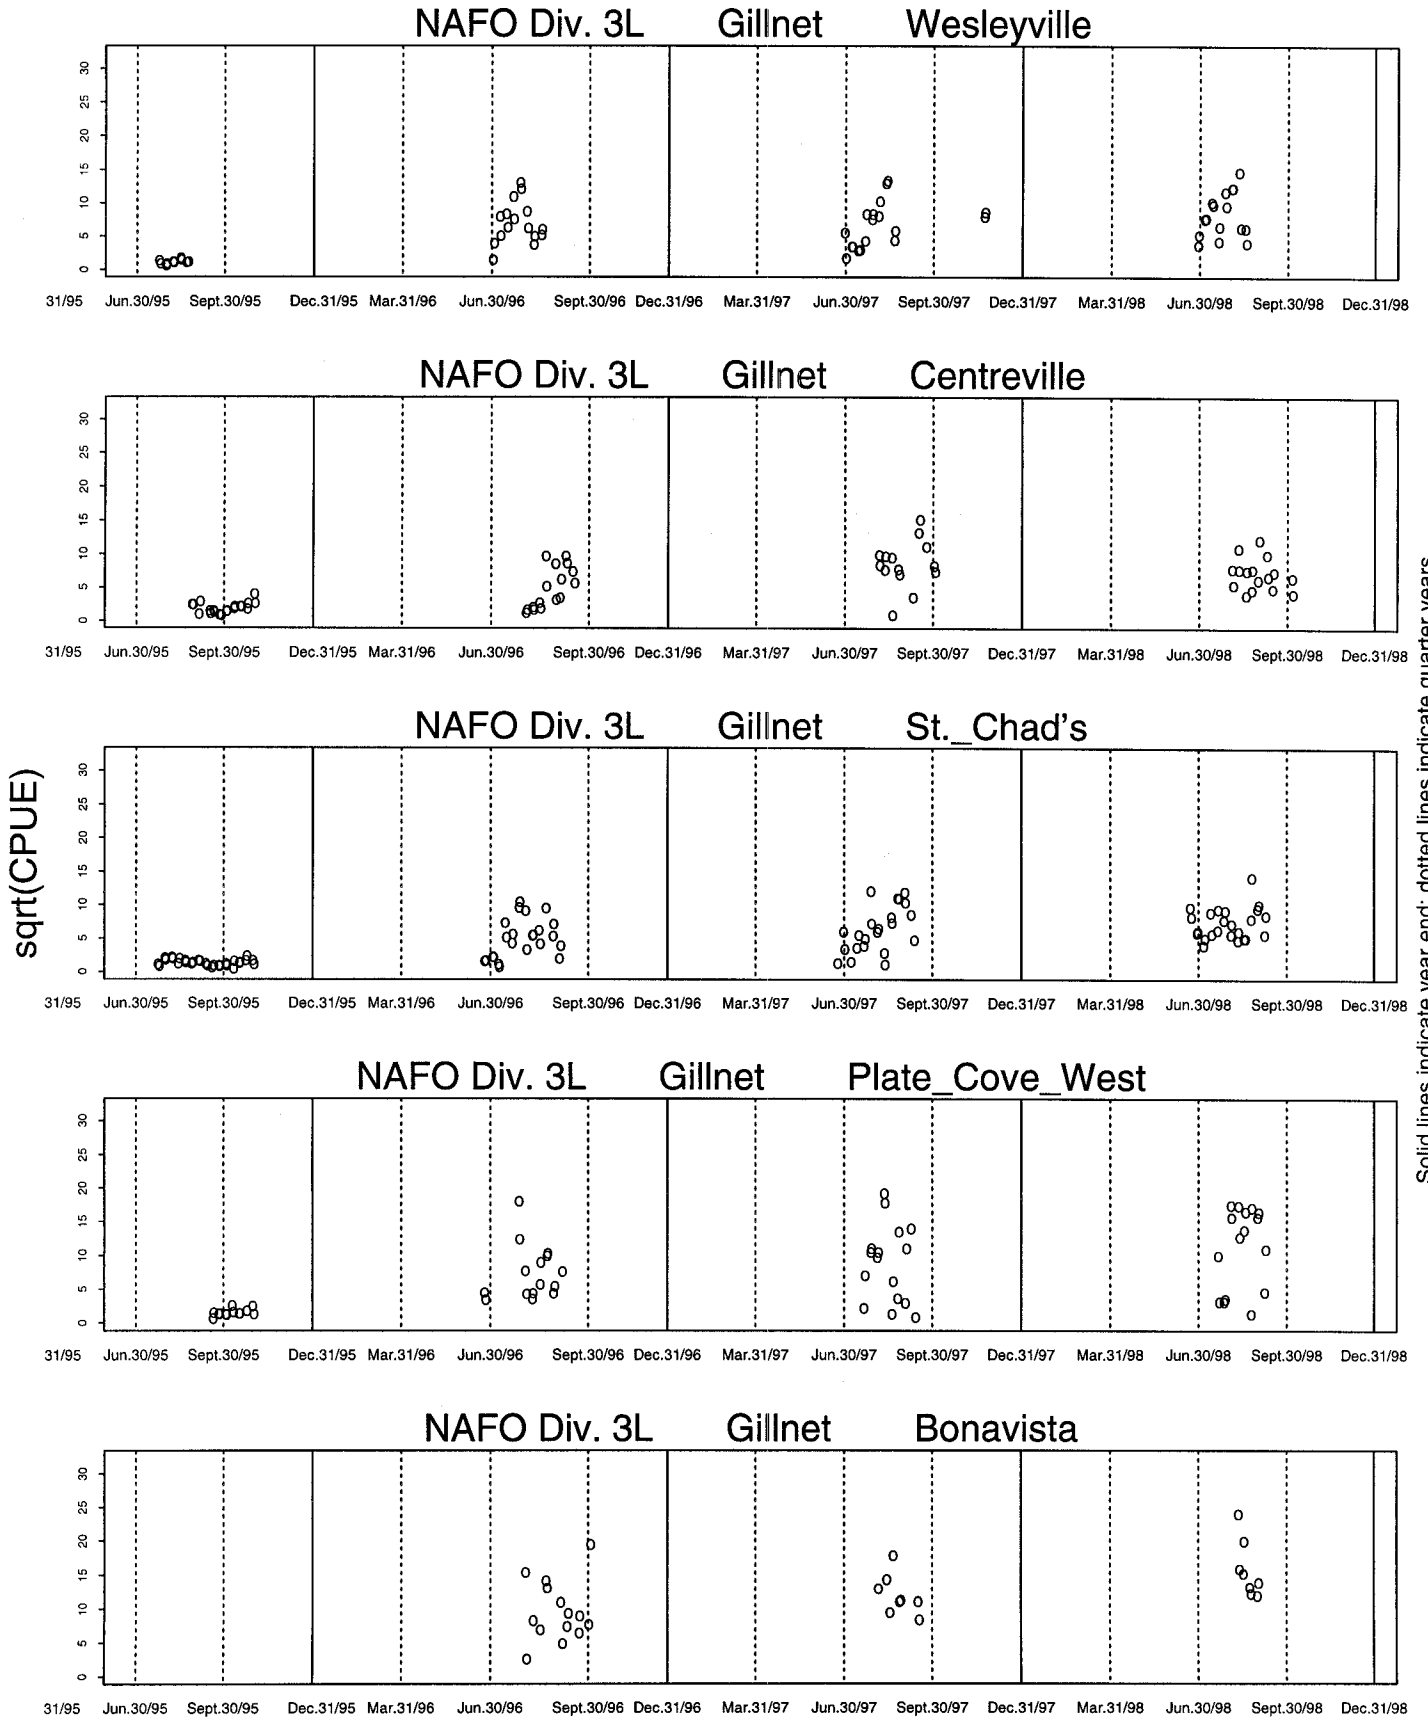 NAFO Div. 3L Gillnet Wesleyville
30
25
20
15
10
5
0
31/95 Jun.30/95 Sept.30/95 Dec.31/95 Mar.31/96 Jun.30/96 Sept.30/96 Dec.31/96 Mar.31/97 Jun.30/97 Sept.30/97 Dec.31/97 Mar.31/98 Jun.30/98 Sept.30/98 Dec.31/98
NAFO Div. 3L Gillnet Centreville
30
25
20
15
10
5
0
31/95 Jun.30/95 Sept.30/95 Dec.31/95 Mar.31/96 Jun.30/96 Sept.30/96 Dec.31/96 Mar.31/97 Jun.30/97 Sept.30/97 Dec.31/97 Mar.31/98 Jun.30/98 Sept.30/98 Dec.31/98
NAFO Div. 3L Gillnet St._Chad's
sqrt(CPUE)
30
25
20
15
10
5
0
31/95 Jun.30/95 Sept.30/95 Dec.31/95 Mar.31/96 Jun.30/96 Sept.30/96 Dec.31/96 Mar.31/97 Jun.30/97 Sept.30/97 Dec.31/97 Mar.31/98 Jun.30/98 Sept.30/98 Dec.31/98
Solid lines indicate year end; dotted lines indicate quarter years
NAFO Div. 3L Gillnet Plate_Cove_West
30
25
20
15
10
5
0
31/95 Jun.30/95 Sept.30/95 Dec.31/95 Mar.31/96 Jun.30/96 Sept.30/96 Dec.31/96 Mar.31/97 Jun.30/97 Sept.30/97 Dec.31/97 Mar.31/98 Jun.30/98 Sept.30/98 Dec.31/98
NAFO Div. 3L Gillnet Bonavista
30
25
20
15
10
5
0
31/95 Jun.30/95 Sept.30/95 Dec.31/95 Mar.31/96 Jun.30/96 Sept.30/96 Dec.31/96 Mar.31/97 Jun.30/97 Sept.30/97 Dec.31/97 Mar.31/98 Jun.30/98 Sept.30/98 Dec.31/98